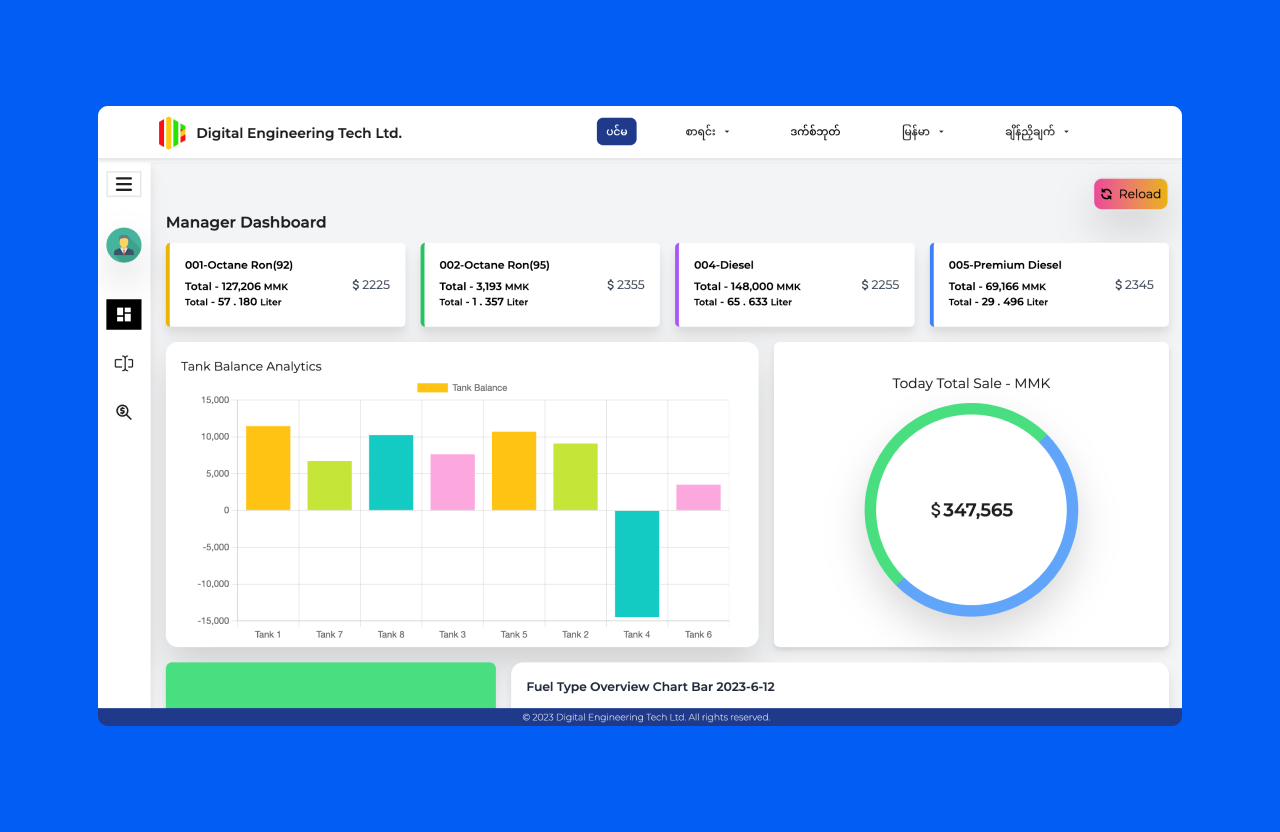 Digital Engineering Tech Ltd.
ပင်မ
စာရင်း
ဒက်စ်ဘုတ်
မြန်မာ
ချိန်ညှိချက်
Reload
Manager Dashboard
001-Octane Ron(92)
Total - 127,206 MMK
Total - 57 . 180 Liter
$ 2225
002-Octane Ron(95)
Total - 3,193 MMK
Total - 1 . 357 Liter
$ 2355
004-Diesel
Total - 148,000 MMK
Total - 65 . 633 Liter
$ 2255
005-Premium Diesel
Total - 69,166 MMK
Total - 29 . 496 Liter
$ 2345
Tank Balance Analytics
Tank Balance
15,000
10,000
5,000
0
-5,000
-10,000
-15,000
Tank 1 Tank 7 Tank 8 Tank 3 Tank 5 Tank 2 Tank 4 Tank 6
Today Total Sale - MMK
$ 347,565
Fuel Type Overview Chart Bar 2023-6-12
© 2023 Digital Engineering Tech Ltd. All rights reserved.